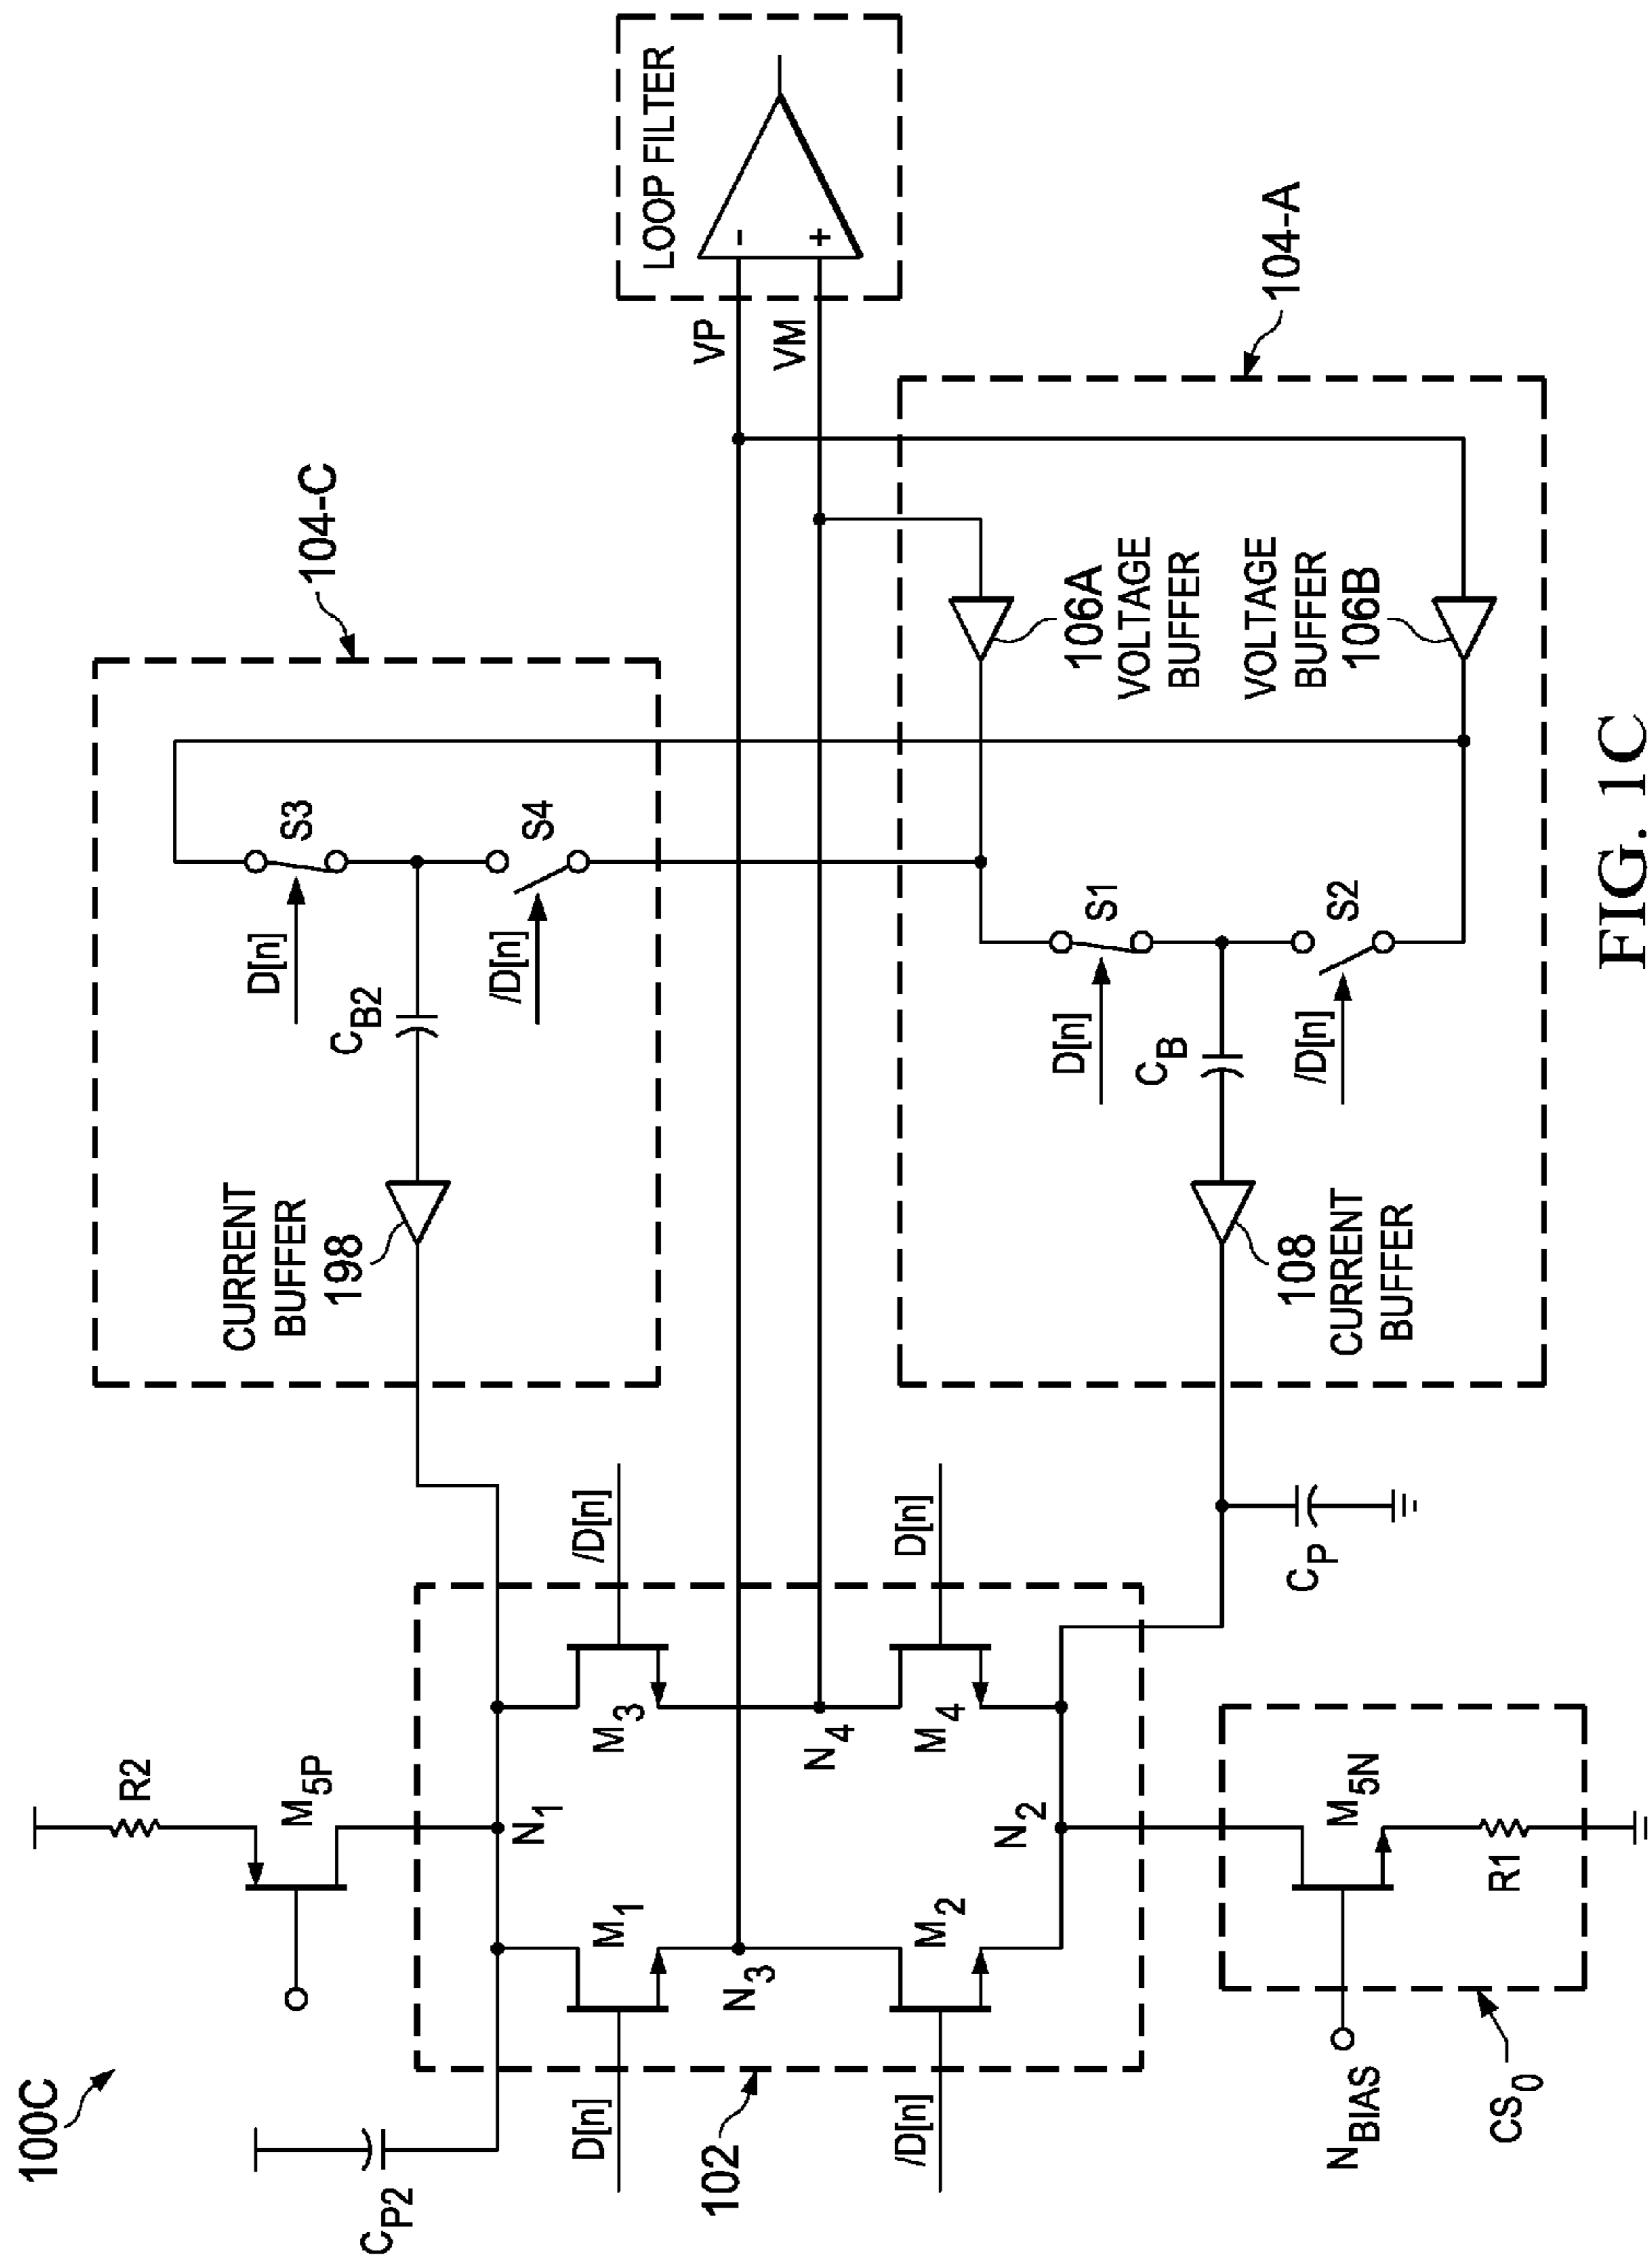 100C
C_P2
R2
M_5P
N_1
CURRENT
BUFFER
198
C_B2
D[n]
S3
/D[n]
S4
104-C
LOOP FILTER
-
+
VP
VM
102
D[n]
M_1
/D[n]
M_3
N_3
N_4
/D[n]
M_2
D[n]
M_4
N_2
C_P
N_BIAS
M_5N
R1
CS_0
108
CURRENT
BUFFER
C_B
D[n]
S1
/D[n]
S2
106A
VOLTAGE
BUFFER
VOLTAGE
BUFFER
106B
104-A
FIG. 1C